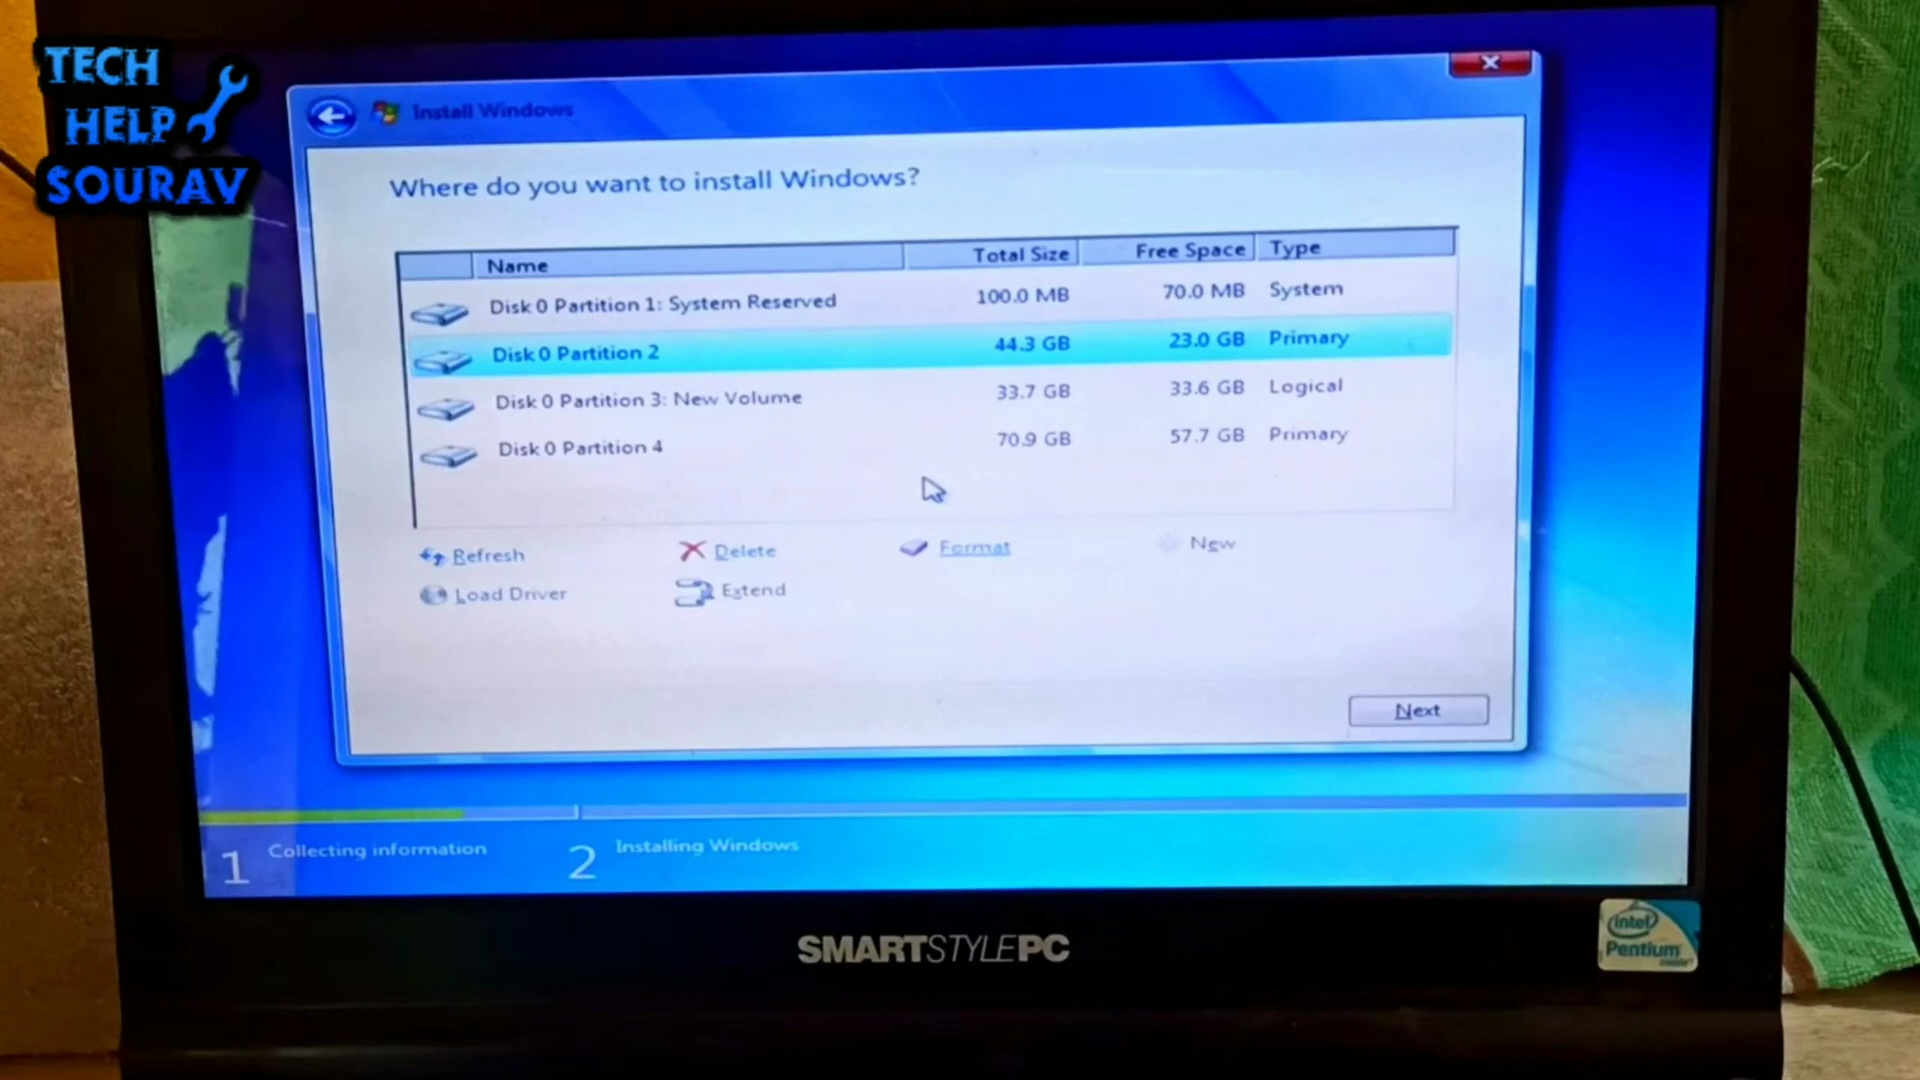 TECH
HELP
SOURAV
Install Windows
Where do you want to install Windows?
Name Total Size Free Space Type
Disk 0 Partition 1: System Reserved 100.0 MB 70.0 MB System
Disk 0 Partition 2 44.3 GB 23.0 GB Primary
Disk 0 Partition 3: New Volume 33.7 GB 33.6 GB Logical
Disk 0 Partition 4 70.9 GB 57.7 GB Primary
Refresh Delete Format New
Load Driver Extend
Next
1 Collecting information 2 Installing Windows
SMARTSTYLEPC
intel
Pentium